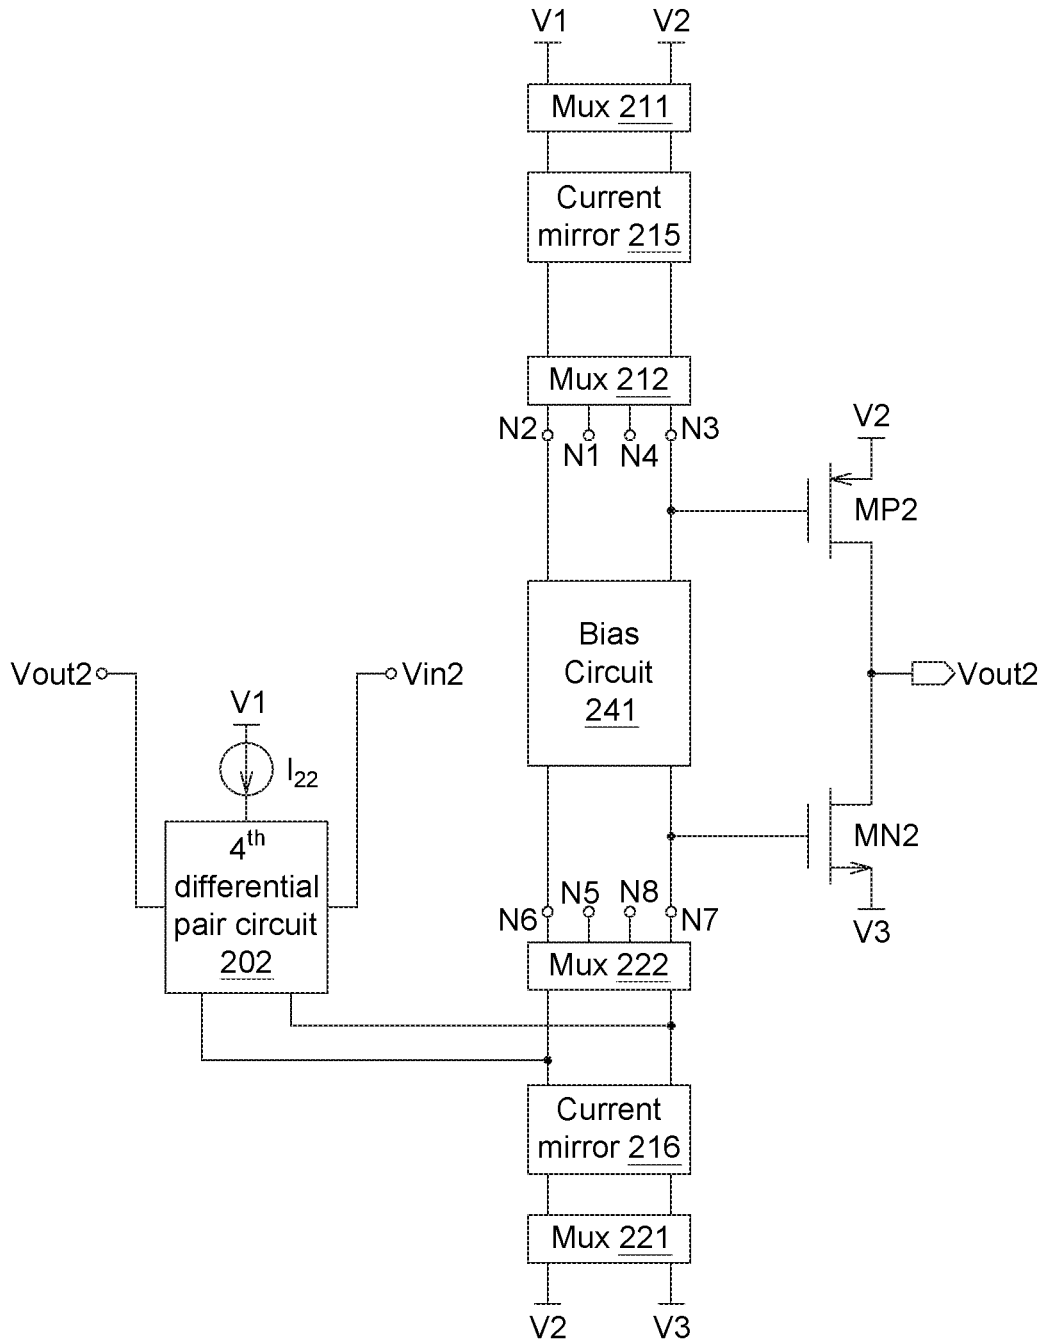 V1 V2
Mux 211
Current
mirror 215
Mux 212
N2 N1 N4 N3
V2
MP2
Bias
Circuit
241
Vout2 Vin2
Vout2
V1
I22
4th
differential
pair circuit
202
MN2
V3
N6 N5 N8 N7
Mux 222
Current
mirror 216
Mux 221
V2 V3